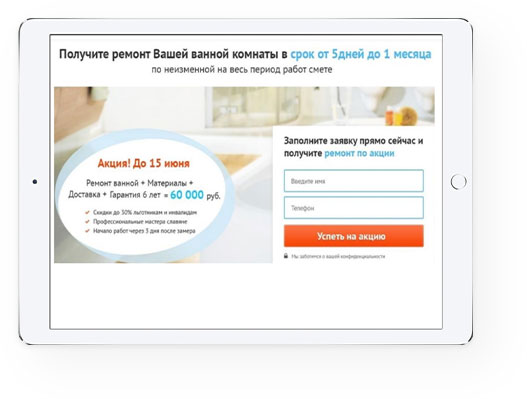 Получите ремонт Вашей ванной комнаты в срок от 5дней до 1 месяца
по неизменной на весь период работ смете
Акция! До 15 июня
Ремонт ванной + Материалы +
Доставка + Гарантия 6 лет = 60 000 руб.
Скидки до 30% льготникам и инвалидам
Профессиональные мастера славяне
Начало работ через 3 дня после замера
Заполните заявку прямо сейчас и
получите ремонт по акции
Введите имя
Телефон
Успеть на акцию
Мы заботимся о вашей конфиденциальности